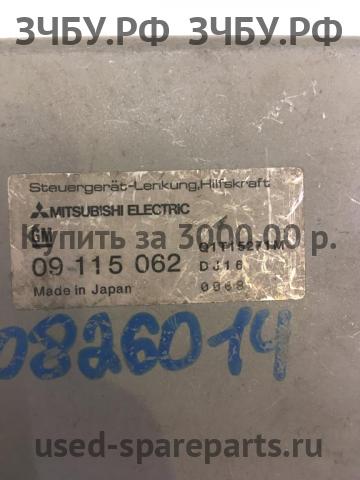 ЗЧБУ.РФ ЗЧБУ.РФ
Steuergerät-Lenkung,Hilfskraft
MITSUBISHI ELECTRIC
GM
Купить за 3000.00 р.
Q1T15271M
09 115 062 DJ16
Made in Japan 0068
0826014
used-spareparts.ru